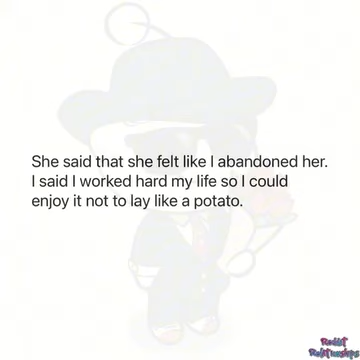 She said that she felt like I abandoned her.
I said I worked hard my life so I could
enjoy it not to lay like a potato.
Reddit
Relationships